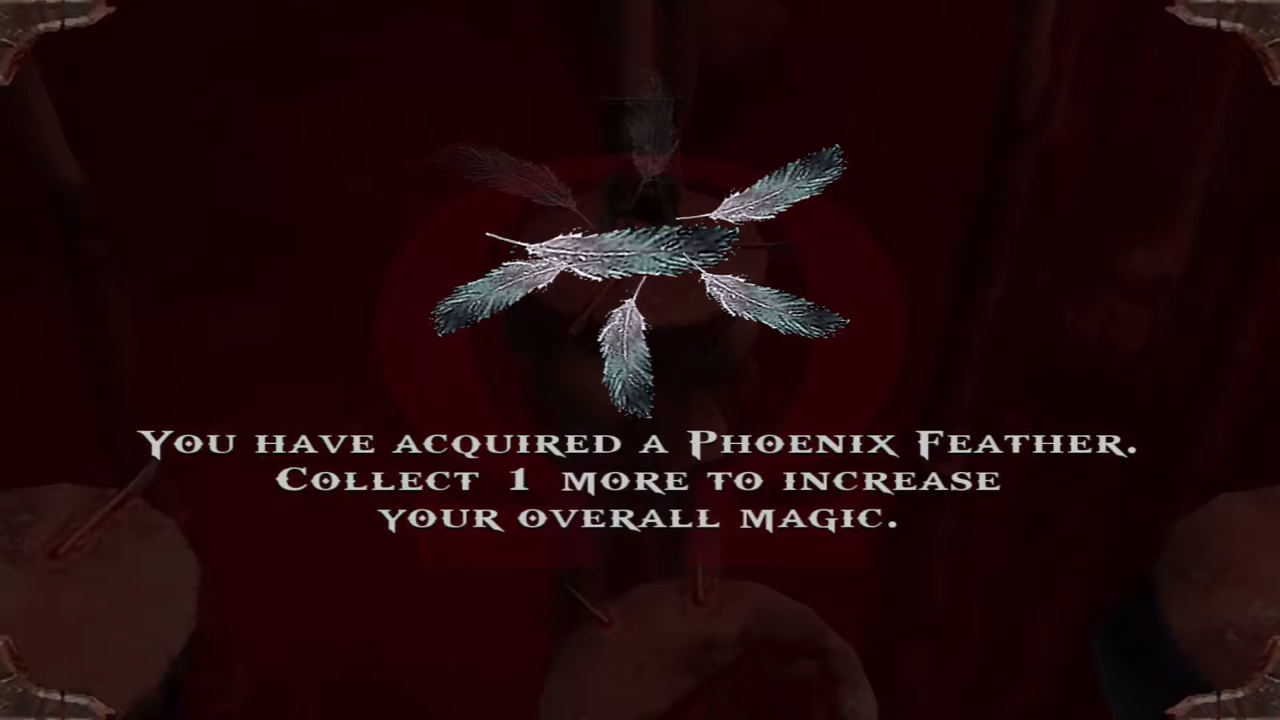 You have acquired a Phoenix Feather.
Collect 1 more to increase
your overall magic.